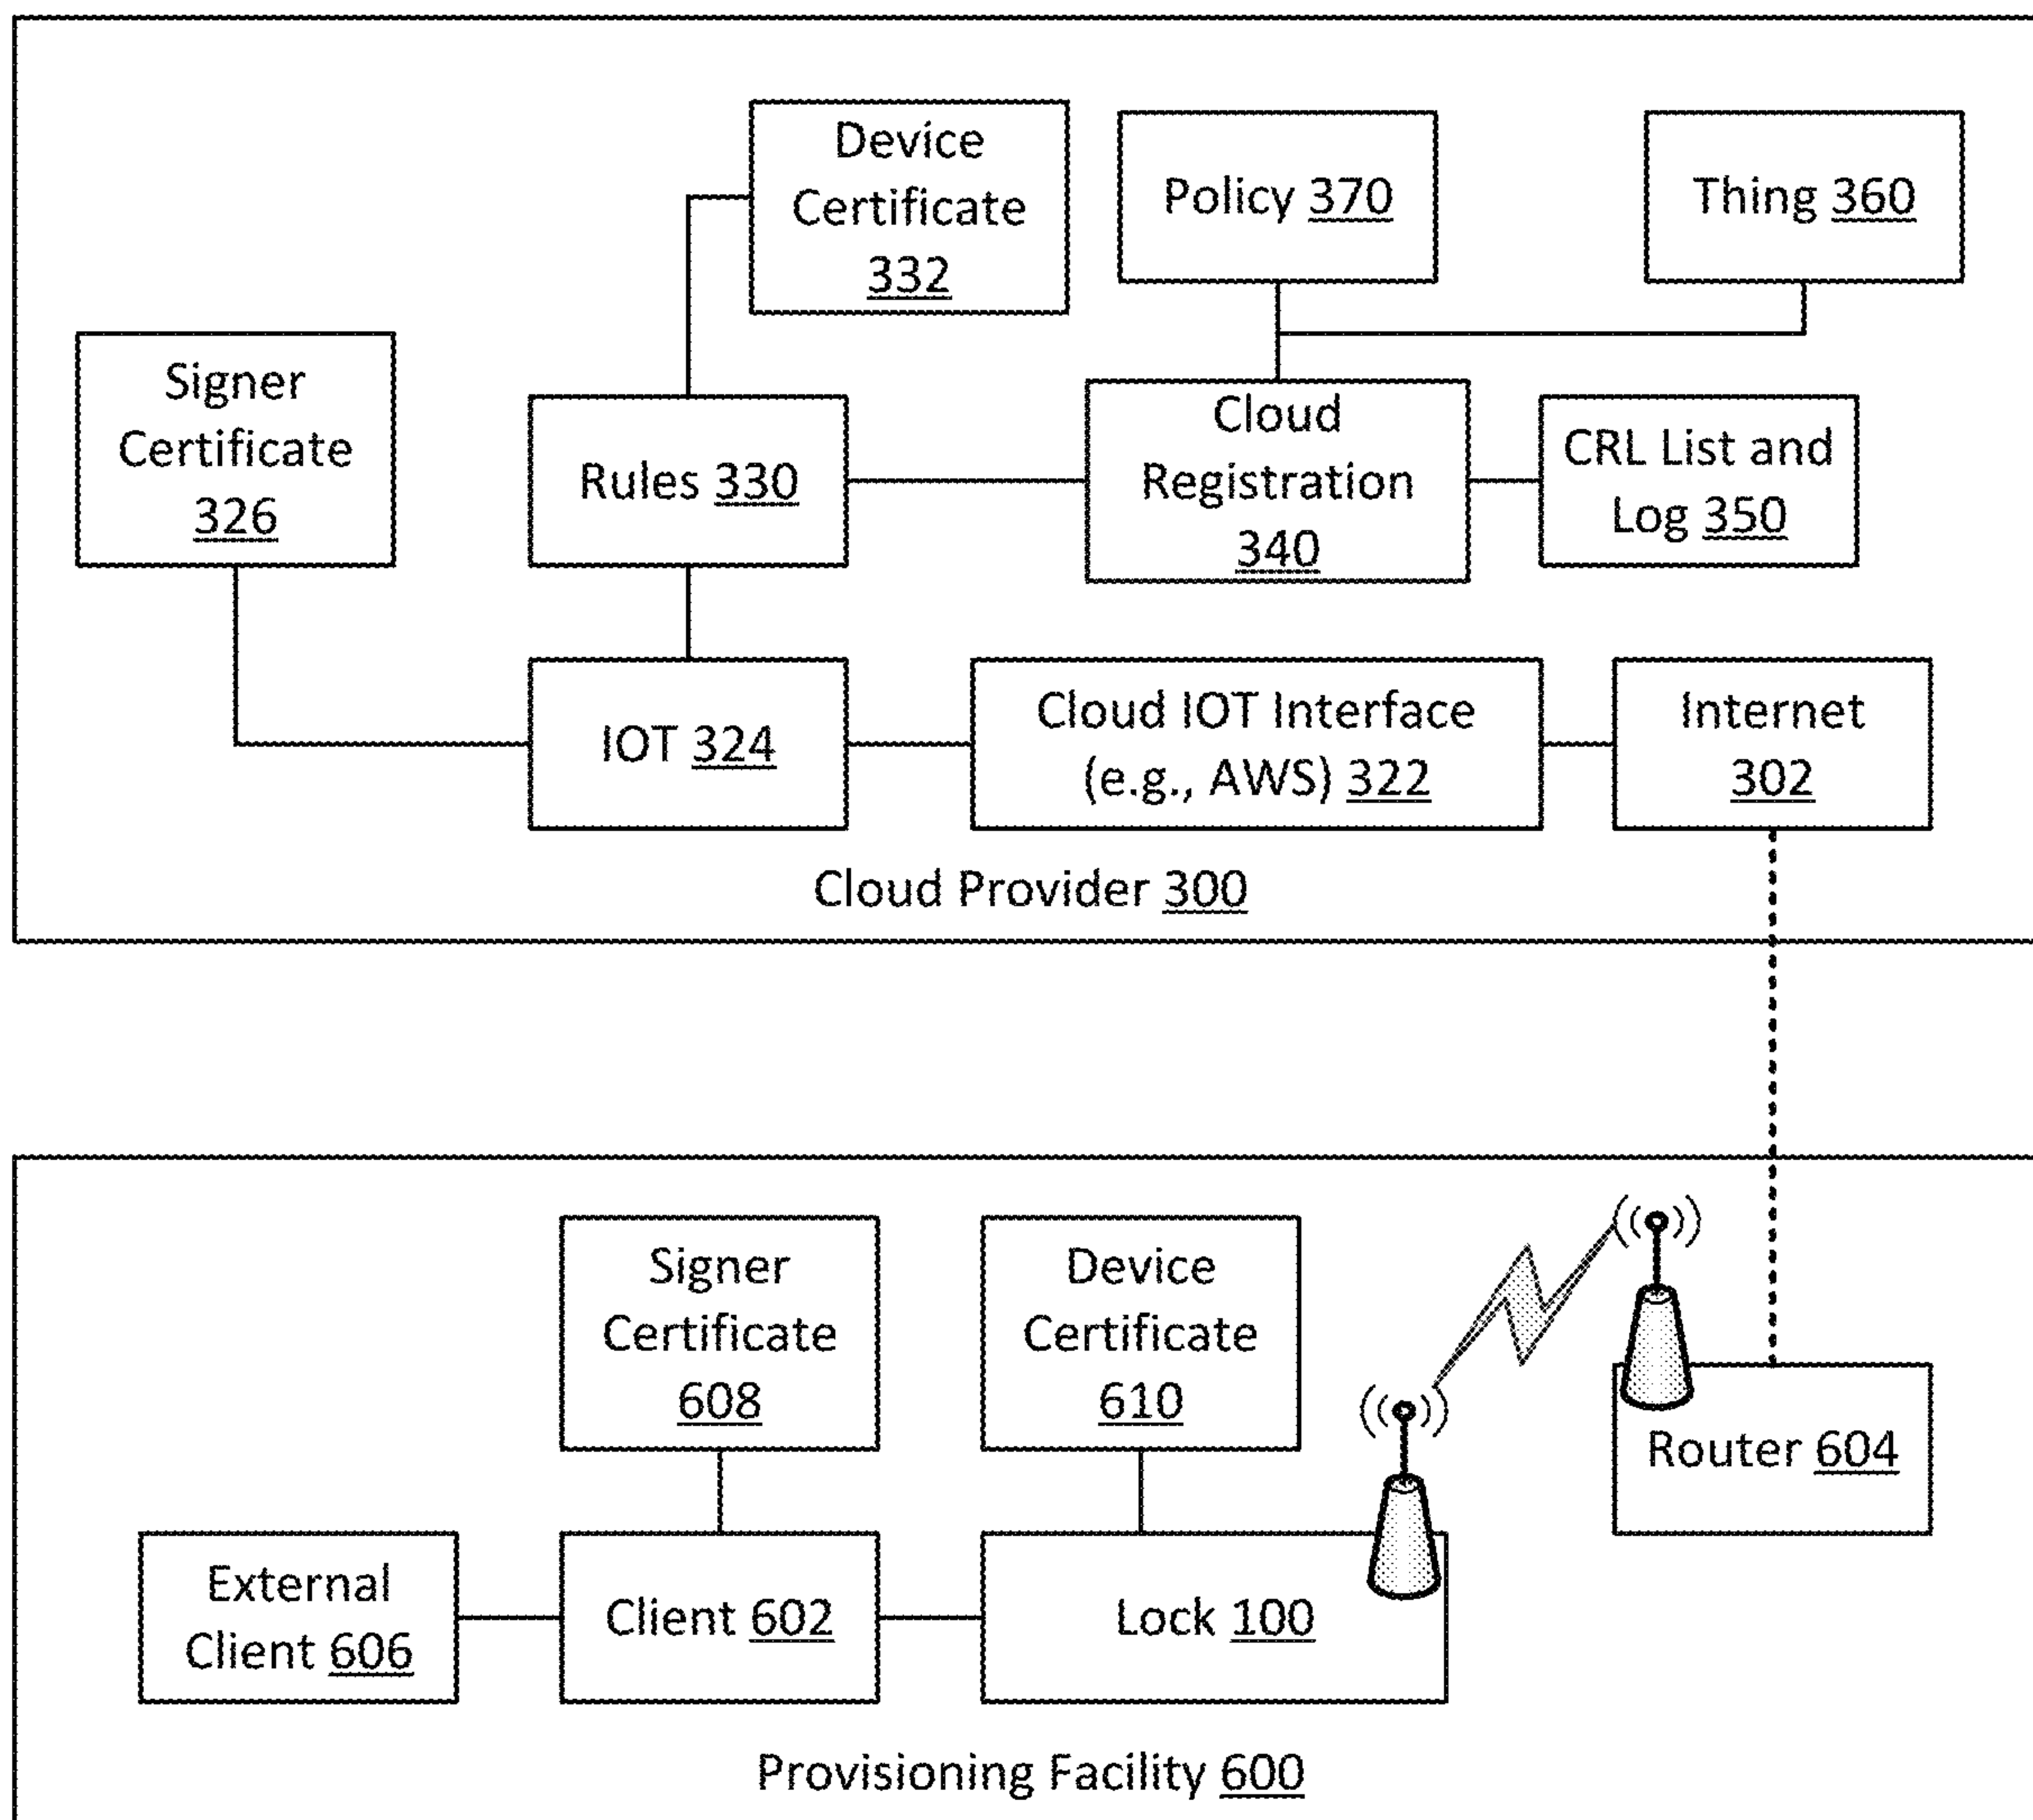 Device
Certificate
332
Policy 370
Thing 360
Signer
Certificate
326
Rules 330
Cloud
Registration
340
CRL List and
Log 350
IOT 324
Cloud IOT Interface
(e.g., AWS) 322
Internet
302
Cloud Provider 300
Signer
Certificate
608
Device
Certificate
610
Router 604
External
Client 606
Client 602
Lock 100
Provisioning Facility 600